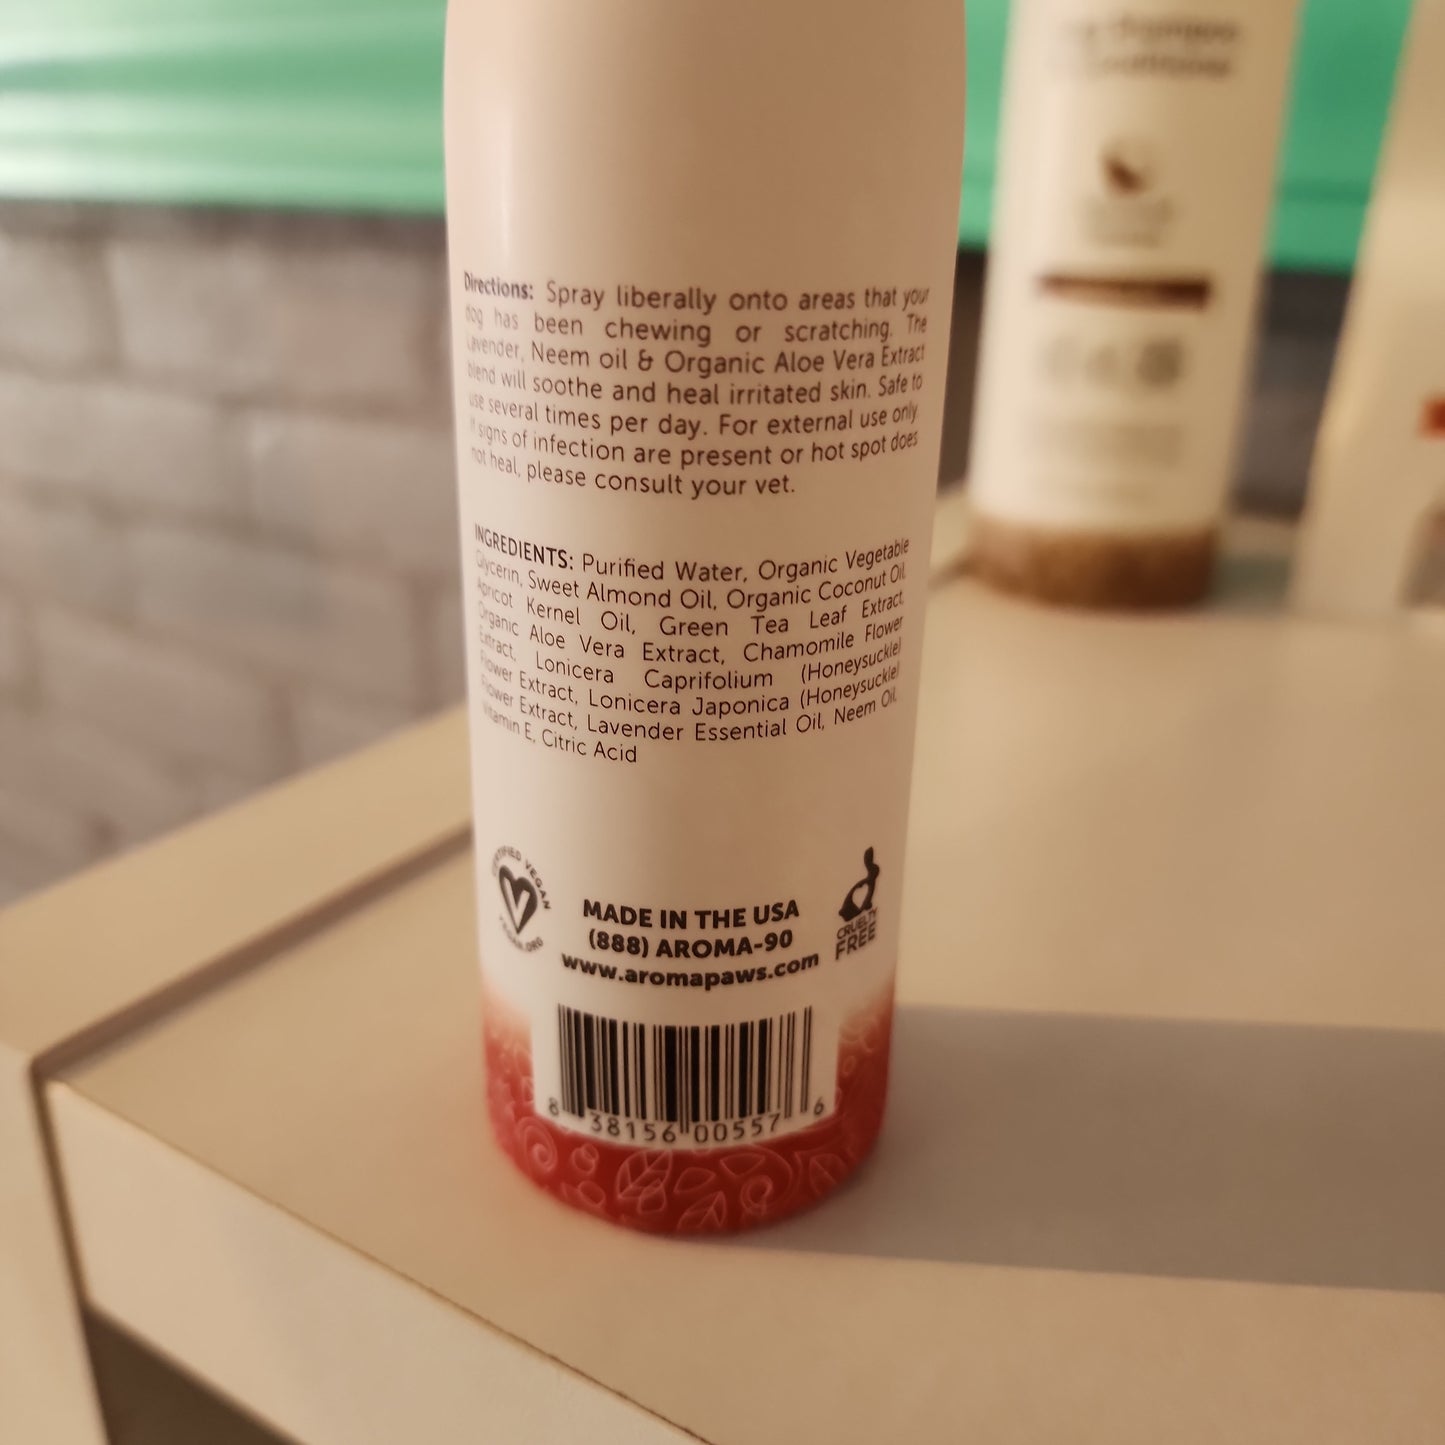 Directions: Spray liberally onto areas that your
dog has been chewing or scratching. The
Lavender, Neem oil & Organic Aloe Vera Extract
blend will soothe and heal irritated skin. Safe to
use several times per day. For external use only
If signs of infection are present or hot spot does
not heal, please consult your vet.
INGREDIENTS: Purified Water, Organic Vegetable
Glycerin, Sweet Almond Oil, Organic Coconut Oil,
Apricot Kernel Oil, Green Tea Leaf Extract,
Organic Aloe Vera Extract, Chamomile Flower
Extract, Lonicera Caprifolium (Honeysuckle)
Flower Extract, Lonicera Japonica (Honeysuckle)
Flower Extract, Lavender Essential Oil, Neem Oil,
Vitamin E, Citric Acid
CERTIFIED VEGAN
V
VEGAN.ORG
MADE IN THE USA
(888) AROMA-90
www.aromapaws.com
CRUELTY
FREE
8 38156 00557 6